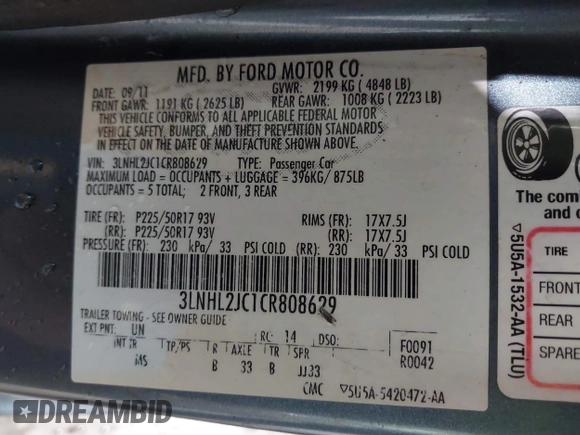 MFD. BY FORD MOTOR CO.
DATE: 09/11 GVWR: 2199 KG ( 4848 LB)
FRONT GAWR: 1191 KG ( 2625 LB) REAR GAWR: 1008 KG ( 2223 LB)
THIS VEHICLE CONFORMS TO ALL APPLICABLE FEDERAL MOTOR
VEHICLE SAFETY, BUMPER, AND THEFT PREVENTION STANDARDS
IN EFFECT ON THE DATE OF MANUFACTURE SHOWN ABOVE.
VIN: 3LNHL2JC1CR808629 TYPE: Passenger Car
MAXIMUM LOAD = OCCUPANTS + LUGGAGE = 396KG/ 875LB
OCCUPANTS = 5 TOTAL; 2 FRONT, 3 REAR
TIRE (FR): P225/50R17 93V RIMS (FR): 17X7.5J
(RR): P225/50R17 93V (RR): 17X7.5J
PRESSURE (FR): 230 kPa/ 33 PSI COLD (RR): 230 kPa/ 33 PSI COLD
3LNHL2JC1CR808629
TRAILER TOWING - SEE OWNER GUIDE
EXT PNT: UN RC: 14 DSO:
INT TR TP/PS R AXLE TR SPR F0091
MS B 33 B JJ33 R0042
CMC ▽5U5A-5420472-AA
The com
and c
▽5U5A-1532-AA (TLU)
TIRE
FRONT
REAR
SPARE
DREAMBID